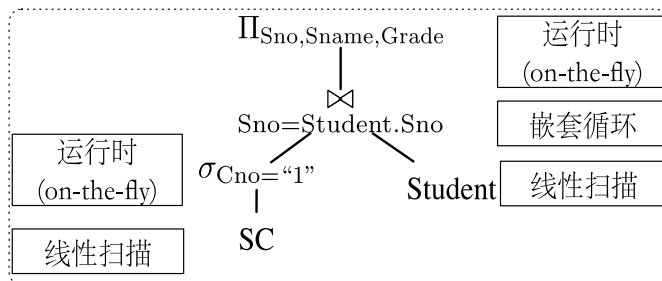 Π Sno,Sname,Grade
运行时
(on-the-fly)
⋈
Sno=Student.Sno
嵌套循环
运行时
(on-the-fly)
σ Cno=“1”
Student
线性扫描
SC
线性扫描